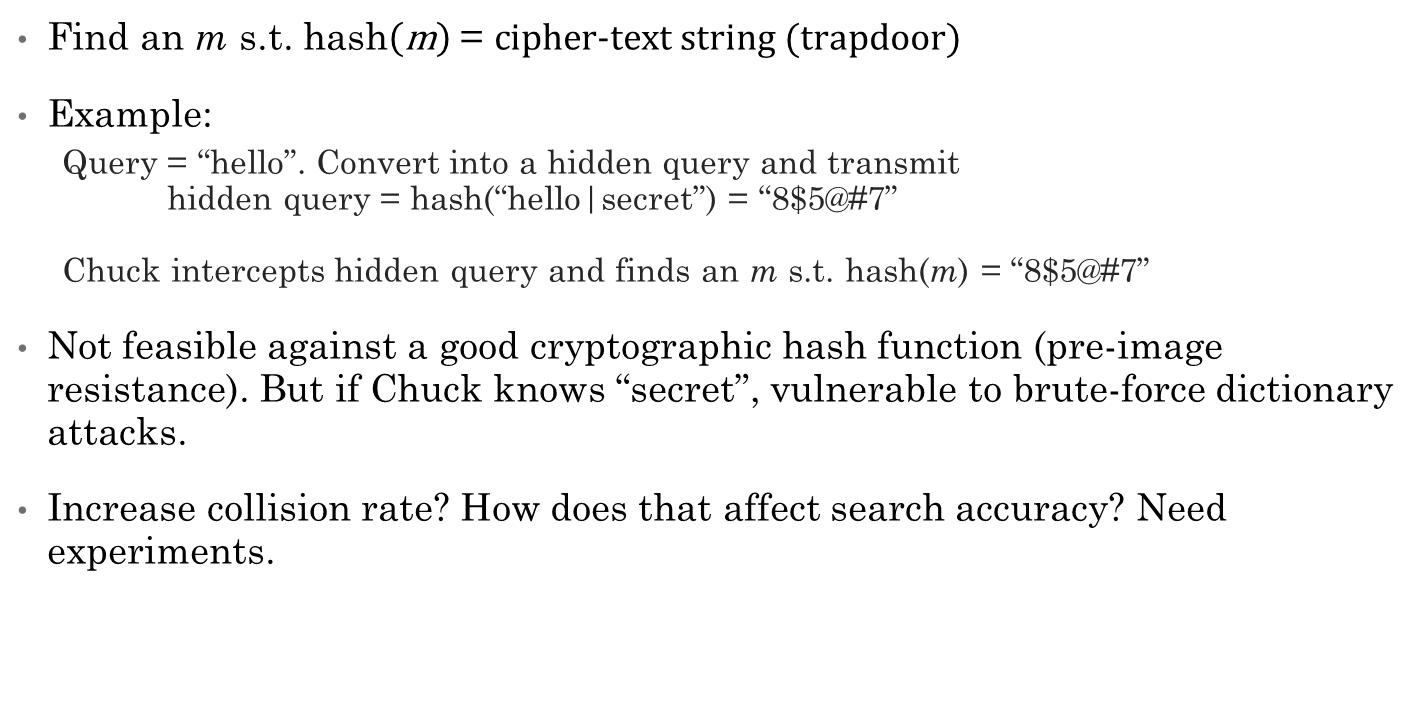 • Find an m s.t. hash(m) = cipher-text string (trapdoor)
• Example:
Query = “hello”. Convert into a hidden query and transmit
hidden query = hash(“hello|secret”) = “8$5@#7”
Chuck intercepts hidden query and finds an m s.t. hash(m) = “8$5@#7”
• Not feasible against a good cryptographic hash function (pre-image
resistance). But if Chuck knows “secret”, vulnerable to brute-force dictionary
attacks.
• Increase collision rate? How does that affect search accuracy? Need
experiments.